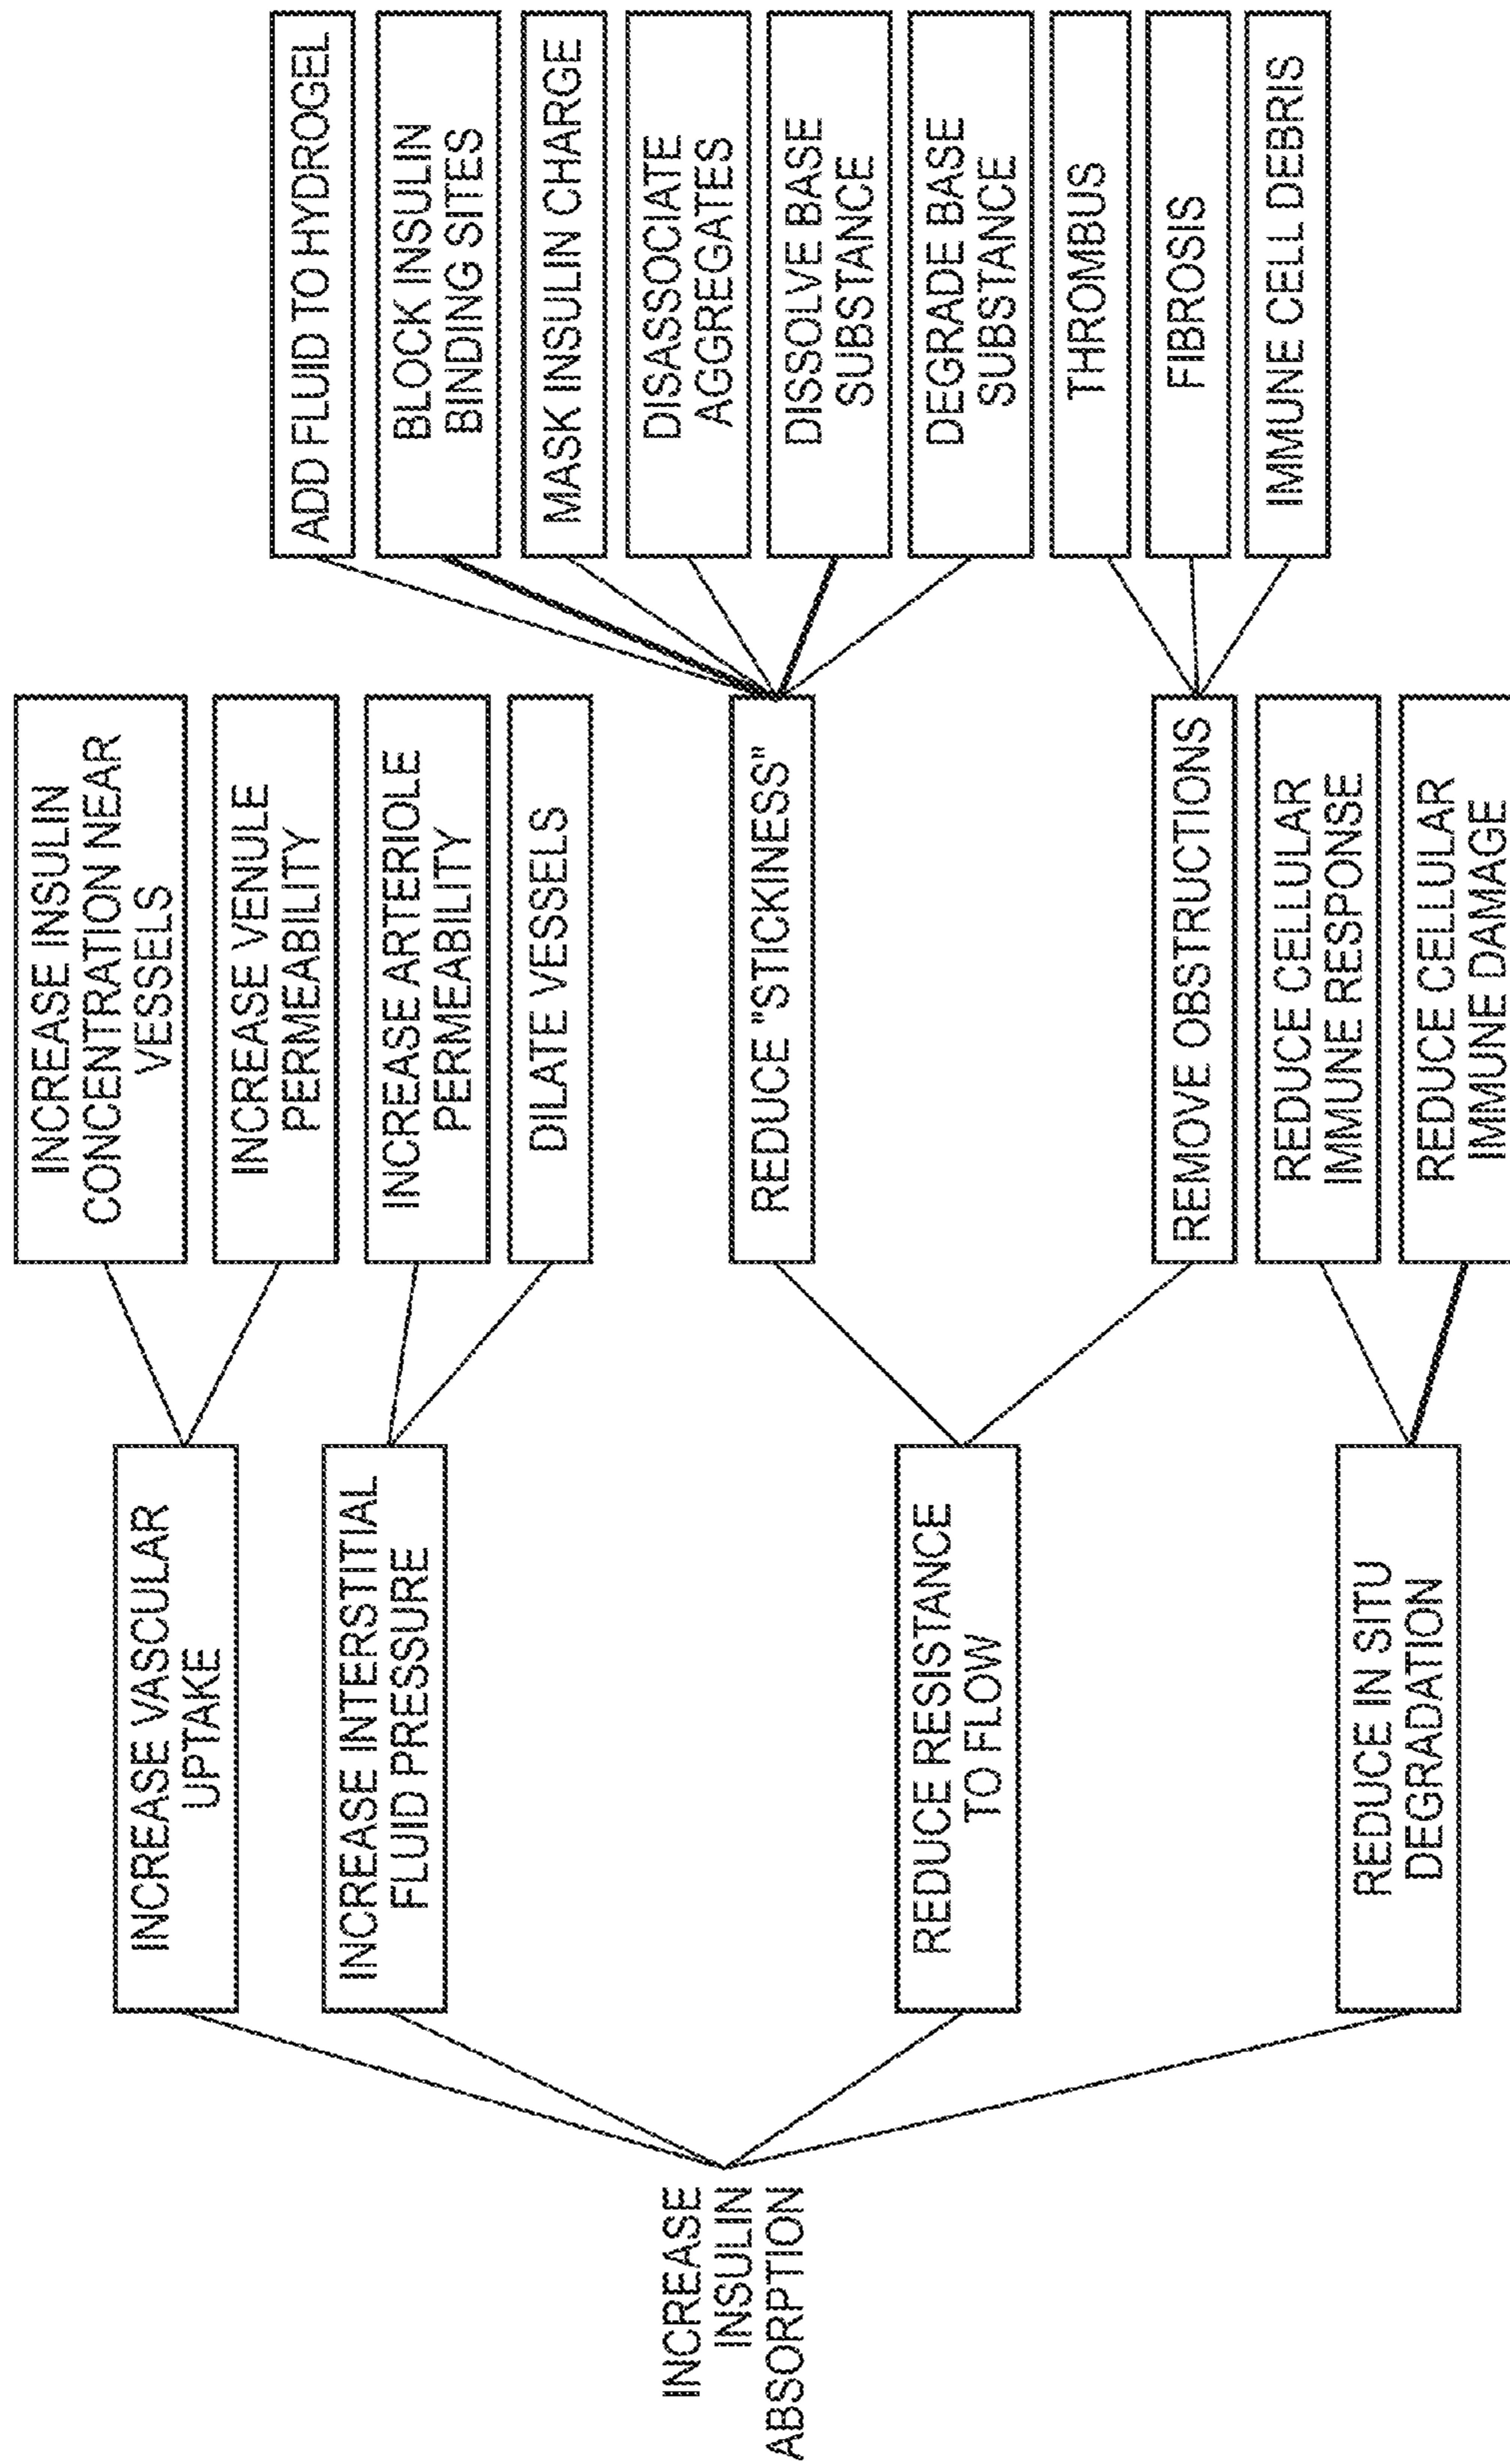 INCREASE
INSULIN
ABSORPTION
INCREASE VASCULAR
UPTAKE
INCREASE INTERSTITIAL
FLUID PRESSURE
REDUCE RESISTANCE
TO FLOW
REDUCE IN SITU
DEGRADATION
INCREASE INSULIN
CONCENTRATION NEAR
VESSELS
INCREASE VENULE
PERMEABILITY
INCREASE ARTERIOLE
PERMEABILITY
DILATE VESSELS
REDUCE "STICKINESS"
REMOVE OBSTRUCTIONS
REDUCE CELLULAR
IMMUNE RESPONSE
REDUCE CELLULAR
IMMUNE DAMAGE
ADD FLUID TO HYDROGEL
BLOCK INSULIN
BINDING SITES
MASK INSULIN CHARGE
DISASSOCIATE
AGGREGATES
DISSOLVE BASE
SUBSTANCE
DEGRADE BASE
SUBSTANCE
THROMBUS
FIBROSIS
IMMUNE CELL DEBRIS